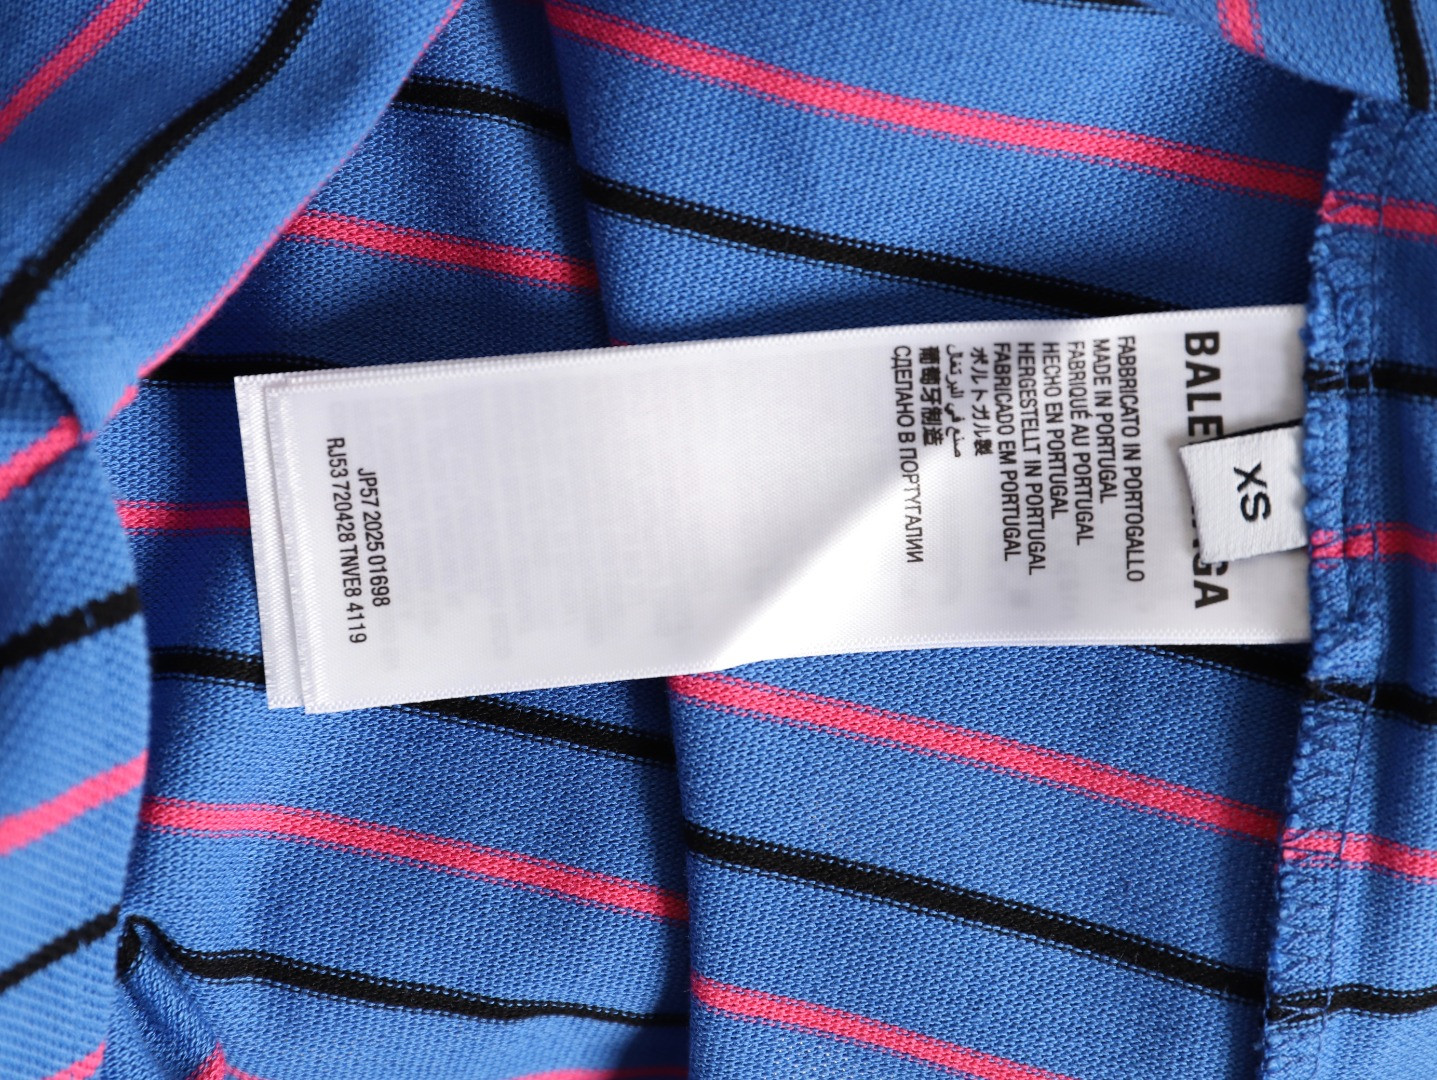 BALE
GA
XS
FABBRICATO IN PORTOGALLO
MADE IN PORTUGAL
FABRIQUÉ AU PORTUGAL
HECHO EN PORTUGAL
HERGESTELLT IN PORTUGAL
FABRICADO EM PORTUGAL
ポルトガル製
صنع في البرتغال
葡萄牙制造
СДЕЛАНО В ПОРТУГАЛИИ
JP57 2025 01698
RJ53 720428 TNVE8 4119